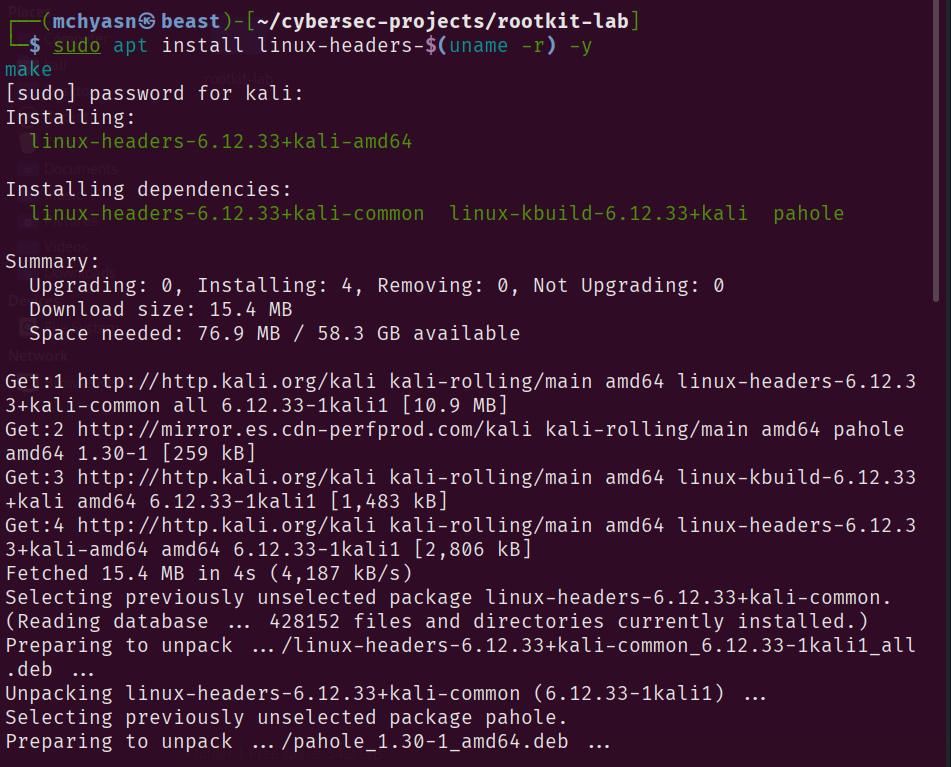 ┌──(mchyasn㉿beast)-[~/cybersec-projects/rootkit-lab]
└─$ sudo apt install linux-headers-$(uname -r) -y
make
[sudo] password for kali:
Installing:
linux-headers-6.12.33+kali-amd64
Installing dependencies:
linux-headers-6.12.33+kali-common linux-kbuild-6.12.33+kali pahole
Summary:
Upgrading: 0, Installing: 4, Removing: 0, Not Upgrading: 0
Download size: 15.4 MB
Space needed: 76.9 MB / 58.3 GB available
Get:1 http://http.kali.org/kali kali-rolling/main amd64 linux-headers-6.12.3
3+kali-common all 6.12.33-1kali1 [10.9 MB]
Get:2 http://mirror.es.cdn-perfprod.com/kali kali-rolling/main amd64 pahole
amd64 1.30-1 [259 kB]
Get:3 http://http.kali.org/kali kali-rolling/main amd64 linux-kbuild-6.12.33
+kali amd64 6.12.33-1kali1 [1,483 kB]
Get:4 http://http.kali.org/kali kali-rolling/main amd64 linux-headers-6.12.3
3+kali-amd64 amd64 6.12.33-1kali1 [2,806 kB]
Fetched 15.4 MB in 4s (4,187 kB/s)
Selecting previously unselected package linux-headers-6.12.33+kali-common.
(Reading database ... 428152 files and directories currently installed.)
Preparing to unpack .../linux-headers-6.12.33+kali-common_6.12.33-1kali1_all
.deb ...
Unpacking linux-headers-6.12.33+kali-common (6.12.33-1kali1) ...
Selecting previously unselected package pahole.
Preparing to unpack .../pahole_1.30-1_amd64.deb ...